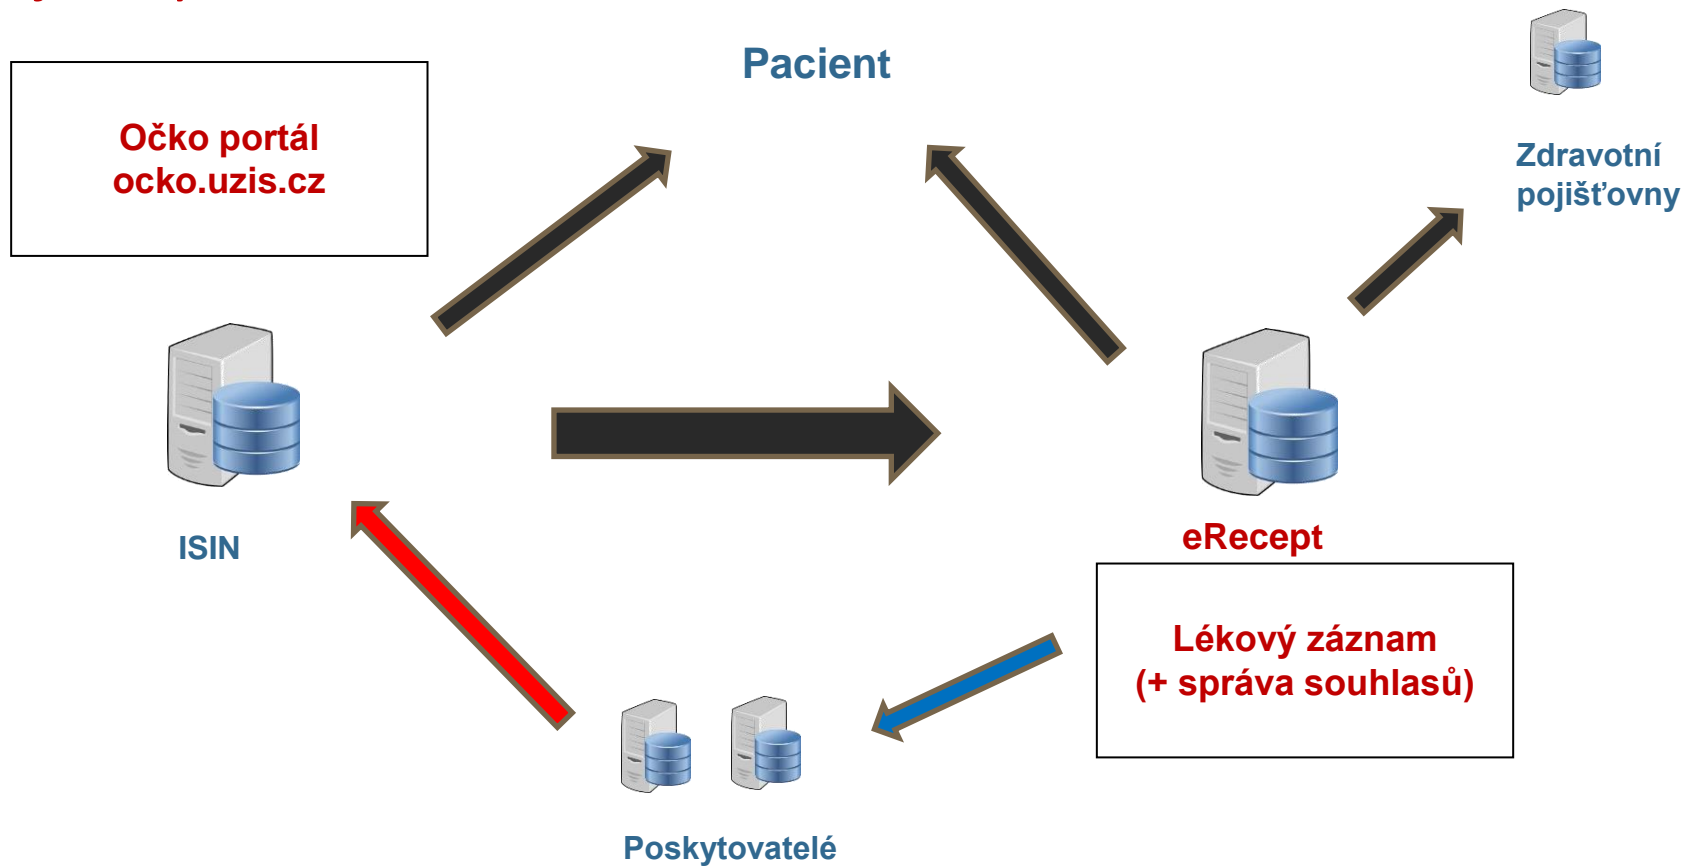 Pacient
Očko portál
ocko.uzis.cz
Zdravotní
pojišťovny
ISIN
eRecept
Lékový záznam
(+ správa souhlasů)
Poskytovatelé